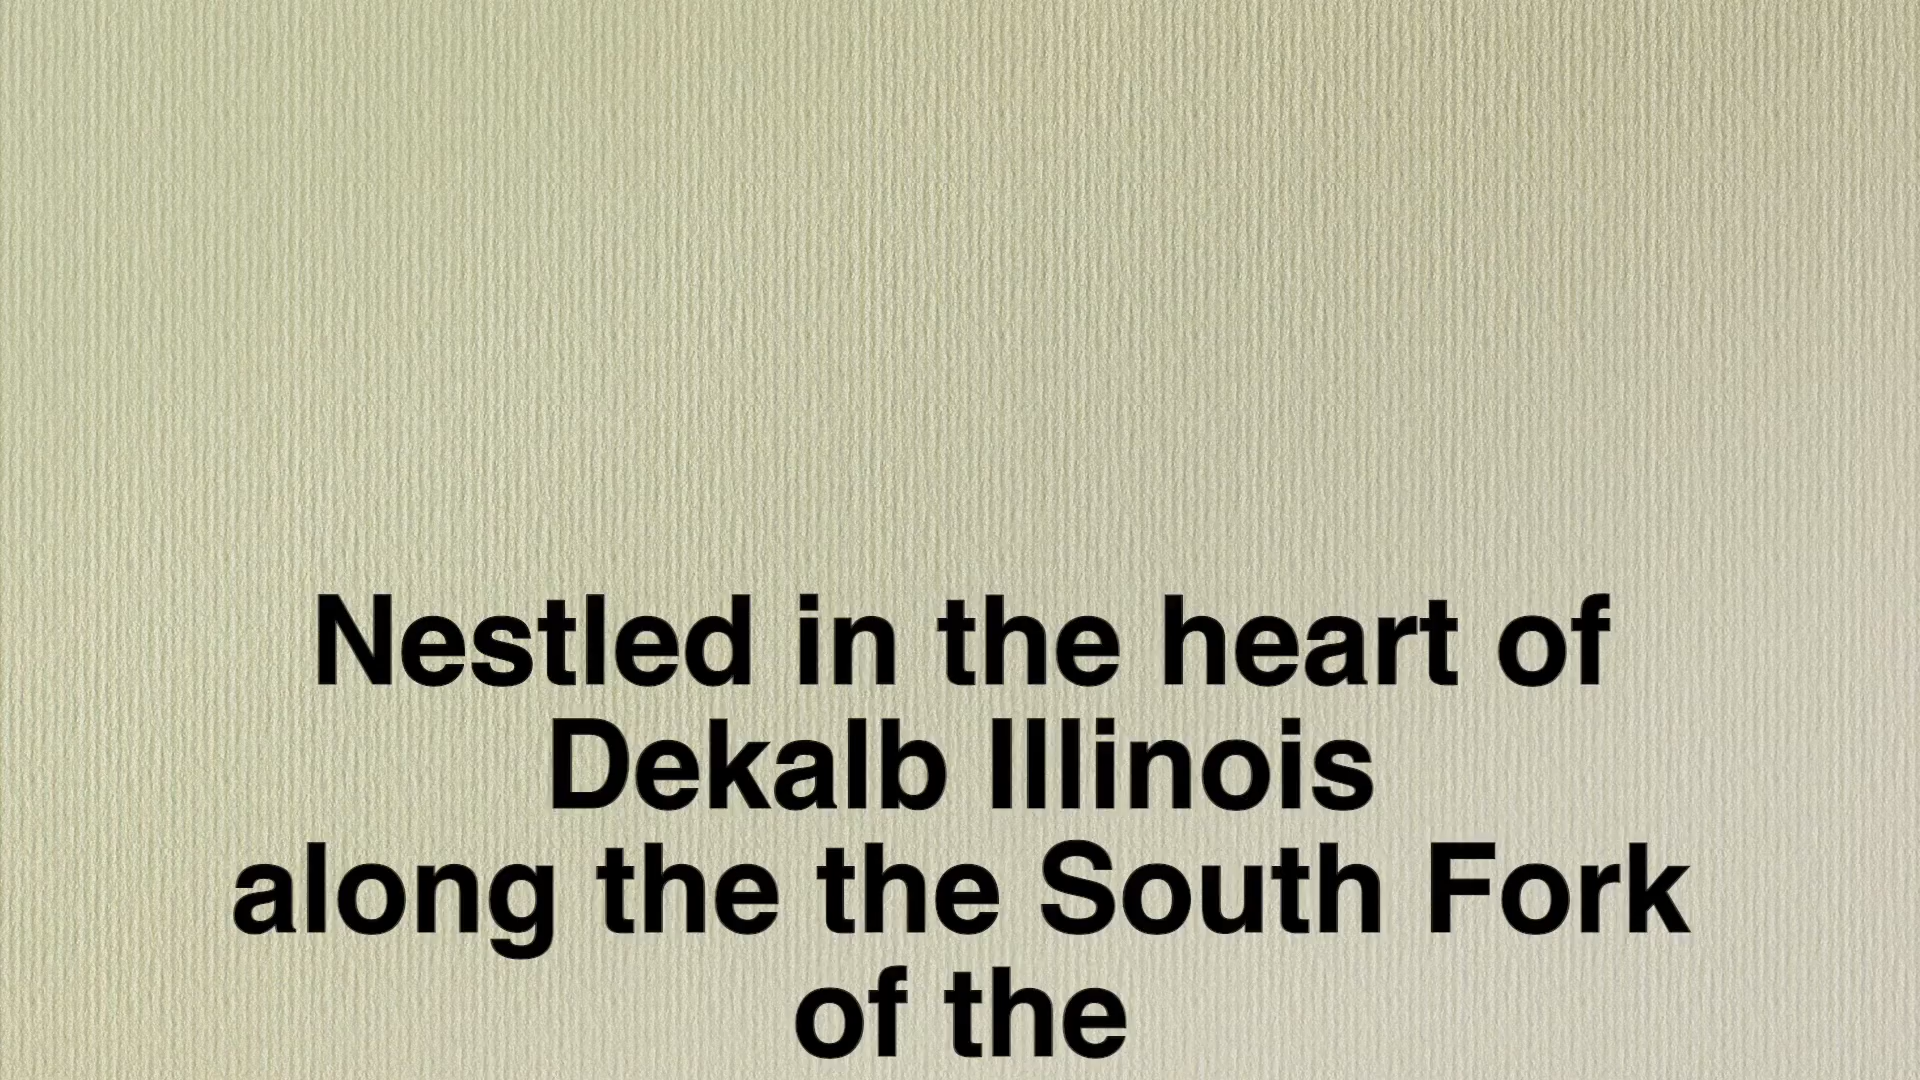 Nestled in the heart of
Dekalb Illinois
along the the South Fork
of the